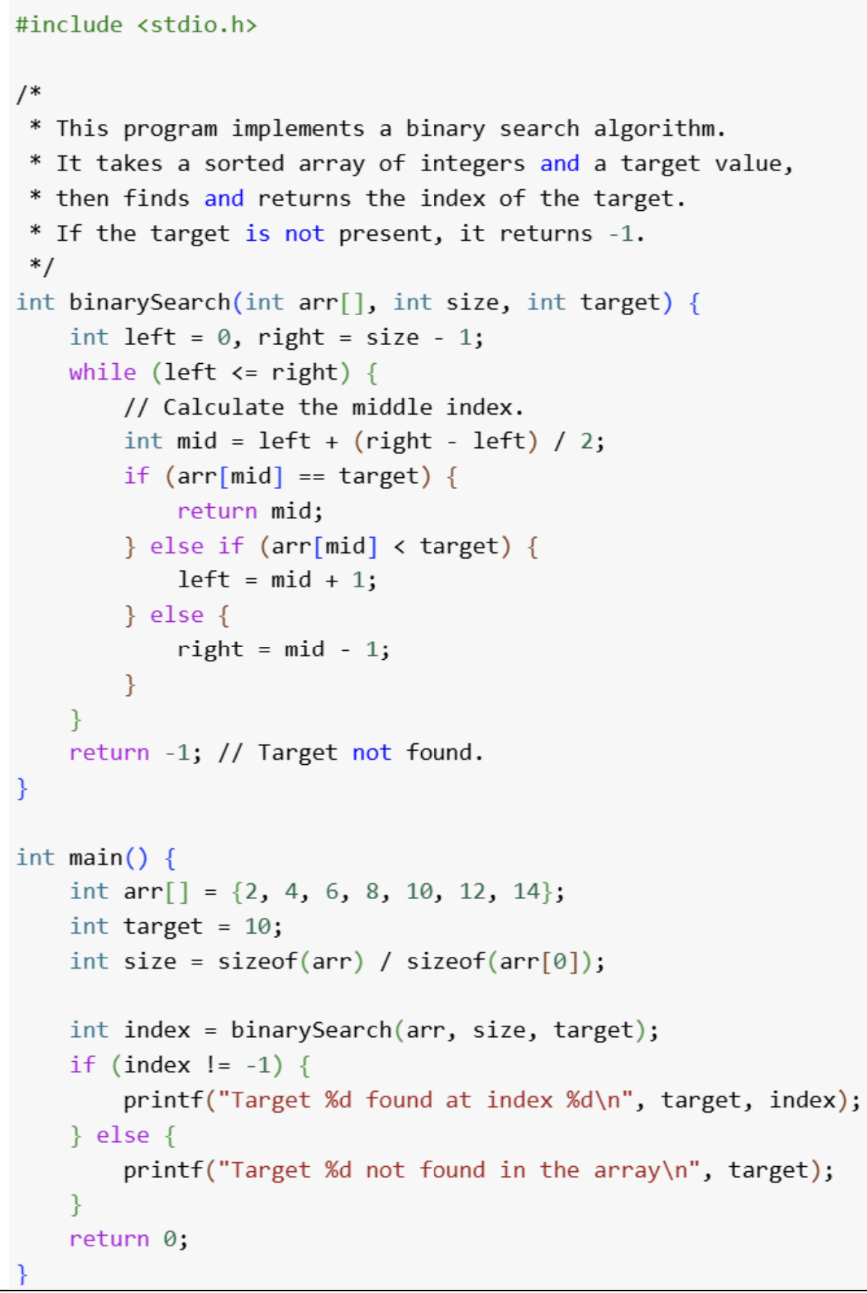 #include <stdio.h>

/*
 * This program implements a binary search algorithm.
 * It takes a sorted array of integers and a target value,
 * then finds and returns the index of the target.
 * If the target is not present, it returns -1.
 */
int binarySearch(int arr[], int size, int target) {
    int left = 0, right = size - 1;
    while (left <= right) {
        // Calculate the middle index.
        int mid = left + (right - left) / 2;
        if (arr[mid] == target) {
            return mid;
        } else if (arr[mid] < target) {
            left = mid + 1;
        } else {
            right = mid - 1;
        }
    }
    return -1; // Target not found.
}

int main() {
    int arr[] = {2, 4, 6, 8, 10, 12, 14};
    int target = 10;
    int size = sizeof(arr) / sizeof(arr[0]);

    int index = binarySearch(arr, size, target);
    if (index != -1) {
        printf("Target %d found at index %d\n", target, index);
    } else {
        printf("Target %d not found in the array\n", target);
    }
    return 0;
}